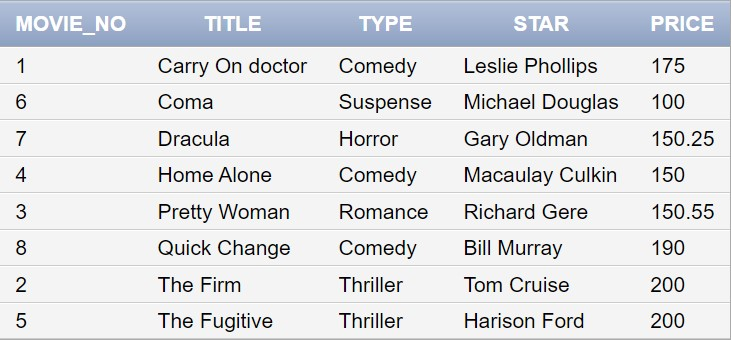 MOVIE_NO TITLE TYPE STAR PRICE
1 Carry On doctor Comedy Leslie Phollips 175
6 Coma Suspense Michael Douglas 100
7 Dracula Horror Gary Oldman 150.25
4 Home Alone Comedy Macaulay Culkin 150
3 Pretty Woman Romance Richard Gere 150.55
8 Quick Change Comedy Bill Murray 190
2 The Firm Thriller Tom Cruise 200
5 The Fugitive Thriller Harison Ford 200